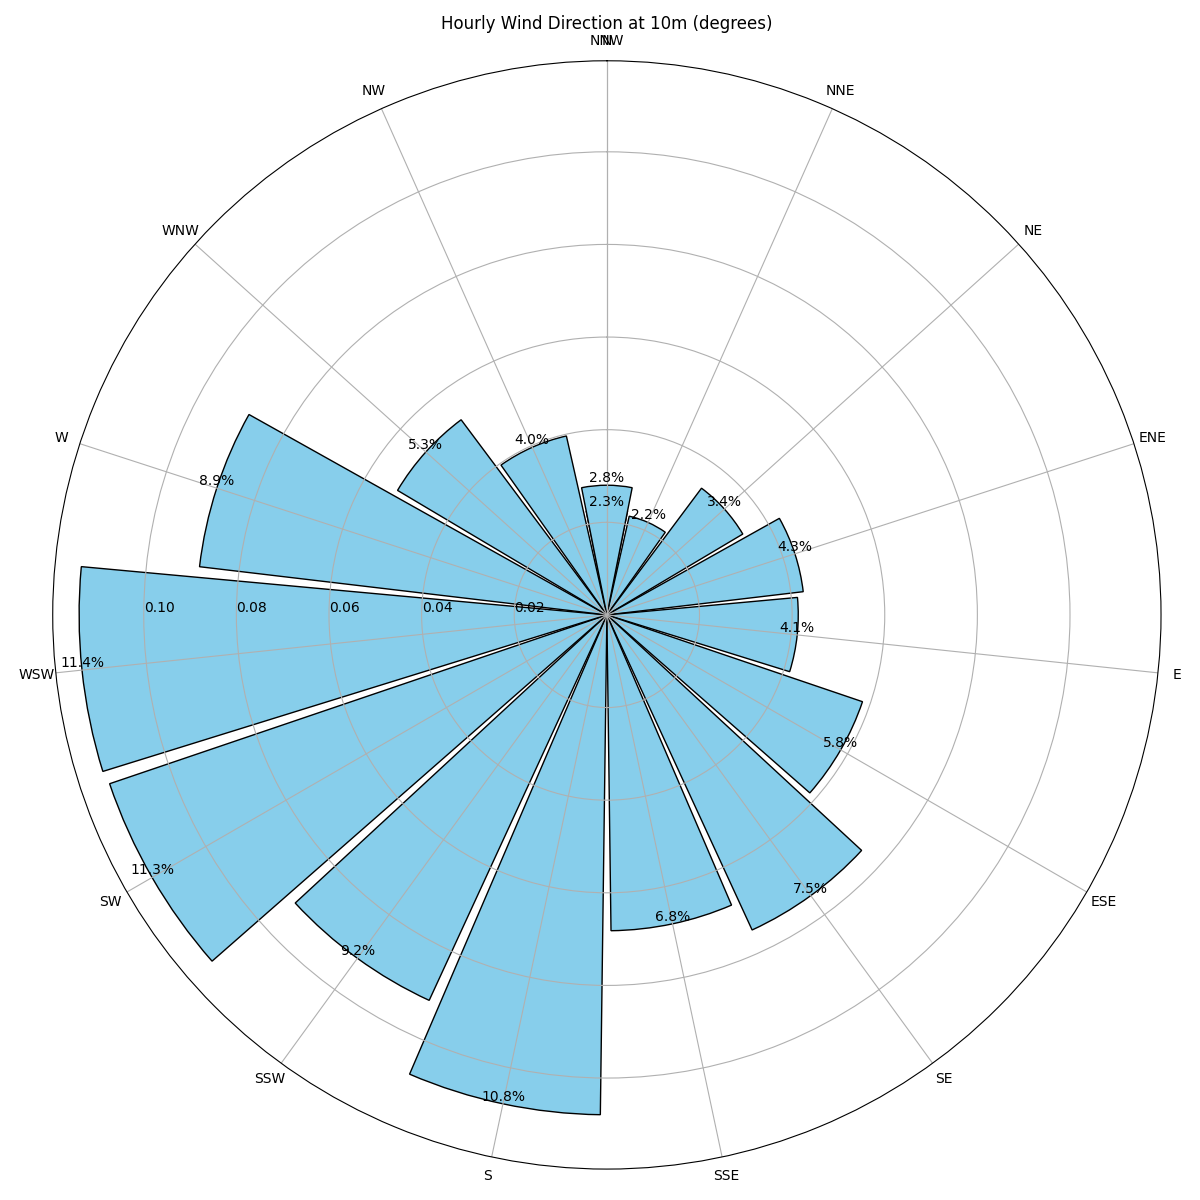 Hourly Wind Direction at 10m (degrees)
N
NNW
NW
NNE
WNW
NE
W
ENE
WSW
E
SW
ESE
SSW
SE
S
SSE
2.8%
2.3%
2.2%
3.4%
4.3%
4.1%
5.8%
7.5%
6.8%
10.8%
9.2%
11.3%
11.4%
8.9%
5.3%
4.0%
0.10
0.08
0.06
0.04
0.02